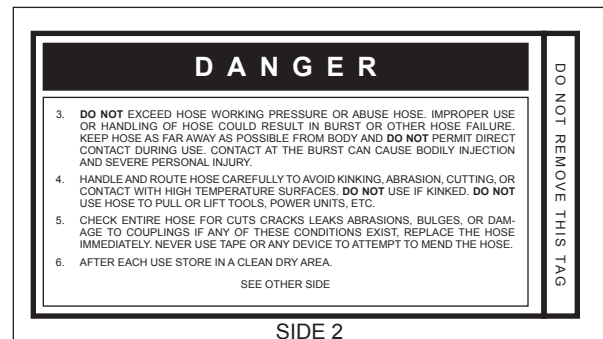 DANGER
3. DO NOT EXCEED HOSE WORKING PRESSURE OR ABUSE HOSE. IMPROPER USE
OR HANDLING OF HOSE COULD RESULT IN BURST OR OTHER HOSE FAILURE.
KEEP HOSE AS FAR AWAY AS POSSIBLE FROM BODY AND DO NOT PERMIT DIRECT
CONTACT DURING USE. CONTACT AT THE BURST CAN CAUSE BODILY INJECTION
AND SEVERE PERSONAL INJURY.
4. HANDLE AND ROUTE HOSE CAREFULLY TO AVOID KINKING, ABRASION, CUTTING, OR
CONTACT WITH HIGH TEMPERATURE SURFACES. DO NOT USE IF KINKED. DO NOT
USE HOSE TO PULL OR LIFT TOOLS, POWER UNITS, ETC.
5. CHECK ENTIRE HOSE FOR CUTS CRACKS LEAKS ABRASIONS, BULGES, OR DAM-
AGE TO COUPLINGS IF ANY OF THESE CONDITIONS EXIST, REPLACE THE HOSE
IMMEDIATELY. NEVER USE TAPE OR ANY DEVICE TO ATTEMPT TO MEND THE HOSE.
6. AFTER EACH USE STORE IN A CLEAN DRY AREA.
SEE OTHER SIDE
DO NOT REMOVE THIS TAG
SIDE 2